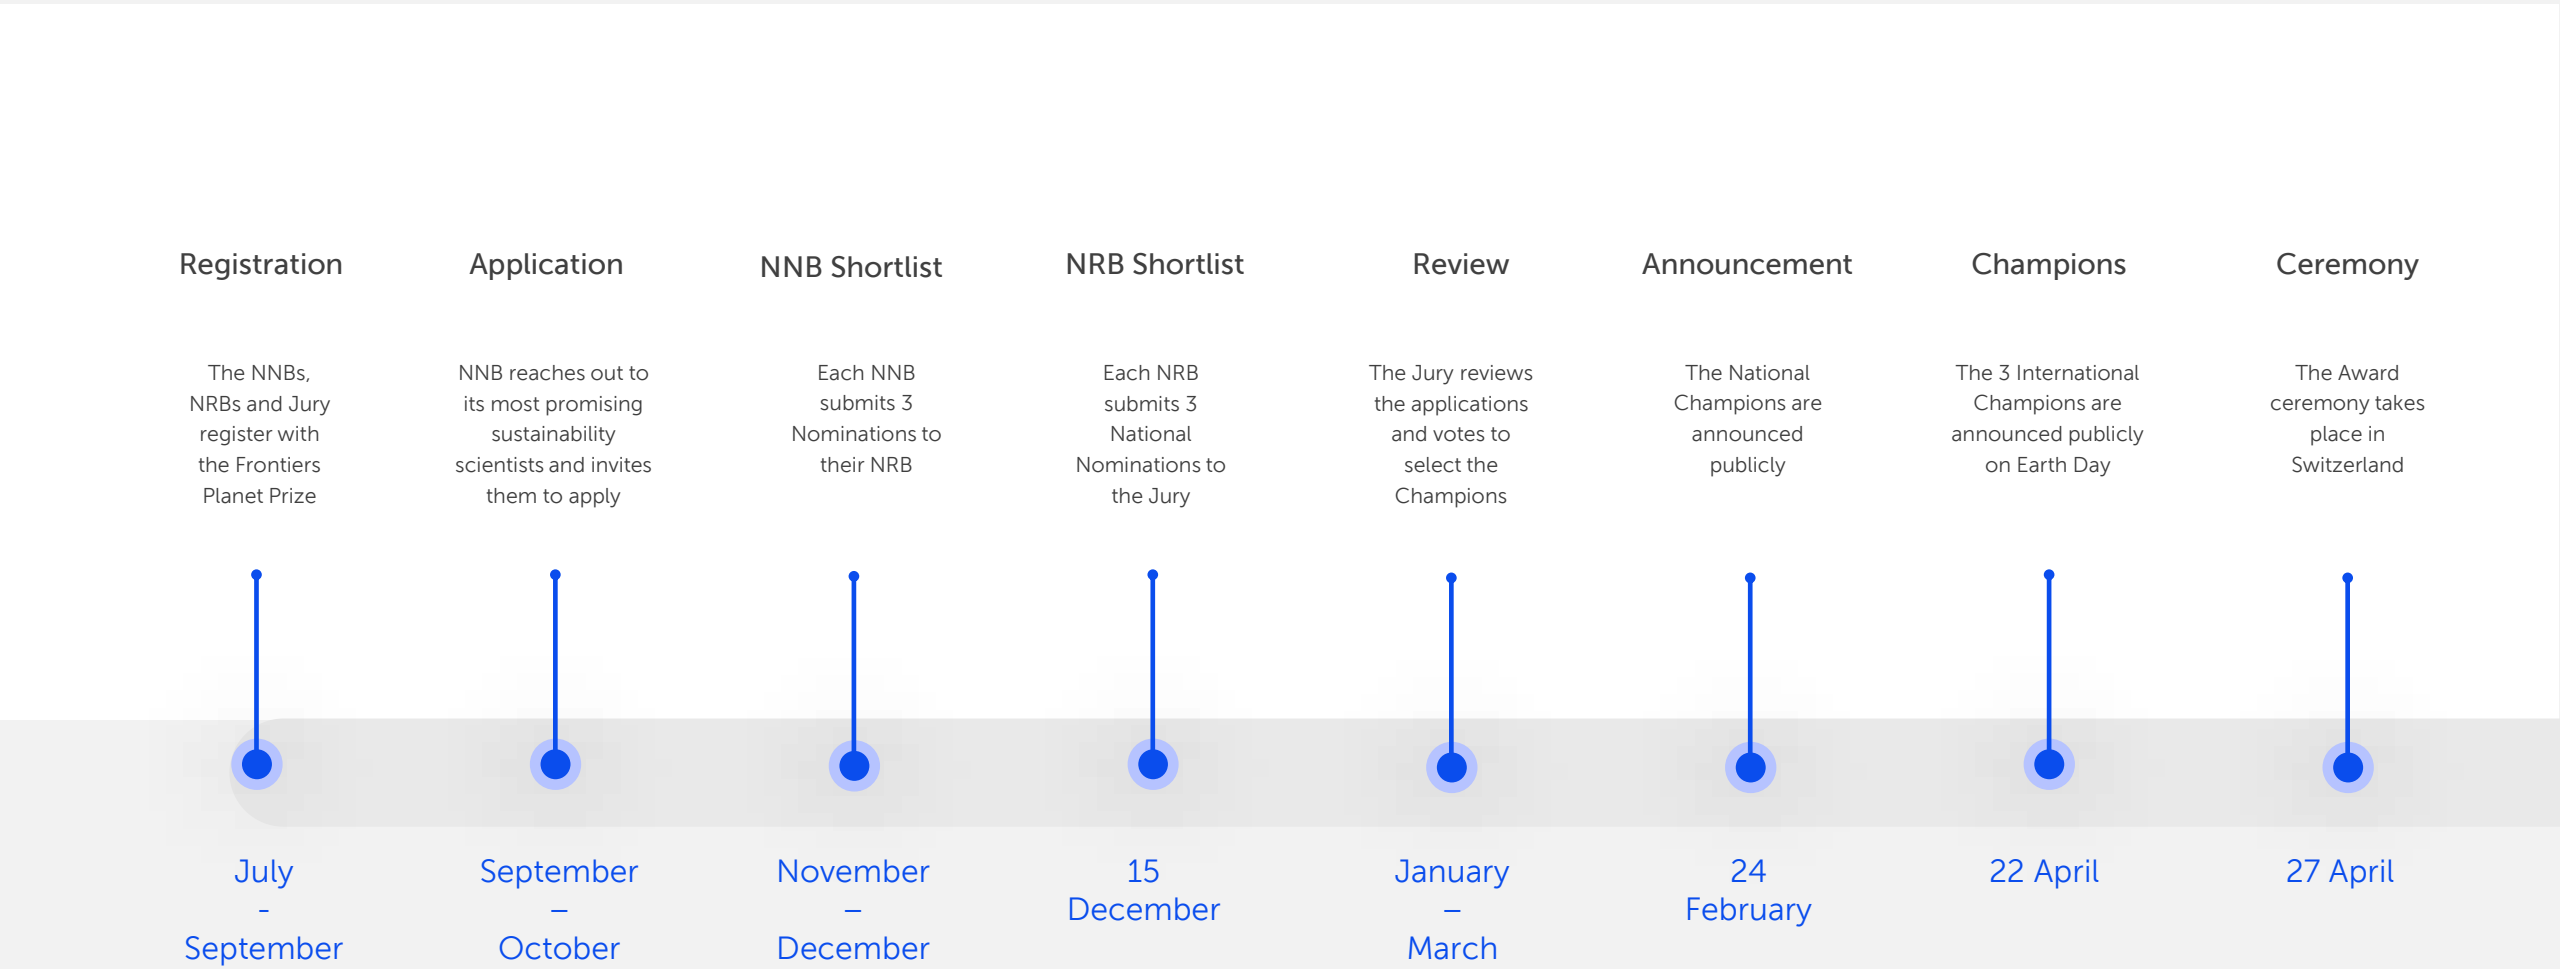 Registration
The NNBs,
NRBs and Jury
register with
the Frontiers
Planet Prize
July
-
September
Application
NNB reaches out to
its most promising
sustainability
scientists and invites
them to apply
September
–
October
NNB Shortlist
Each NNB
submits 3
Nominations to
their NRB
November
–
December
NRB Shortlist
Each NRB
submits 3
National
Nominations to
the Jury
15
December
Review
The Jury reviews
the applications
and votes to
select the
Champions
January
–
March
Announcement
The National
Champions are
announced
publicly
24
February
Champions
The 3 International
Champions are
announced publicly
on Earth Day
22 April
Ceremony
The Award
ceremony takes
place in
Switzerland
27 April